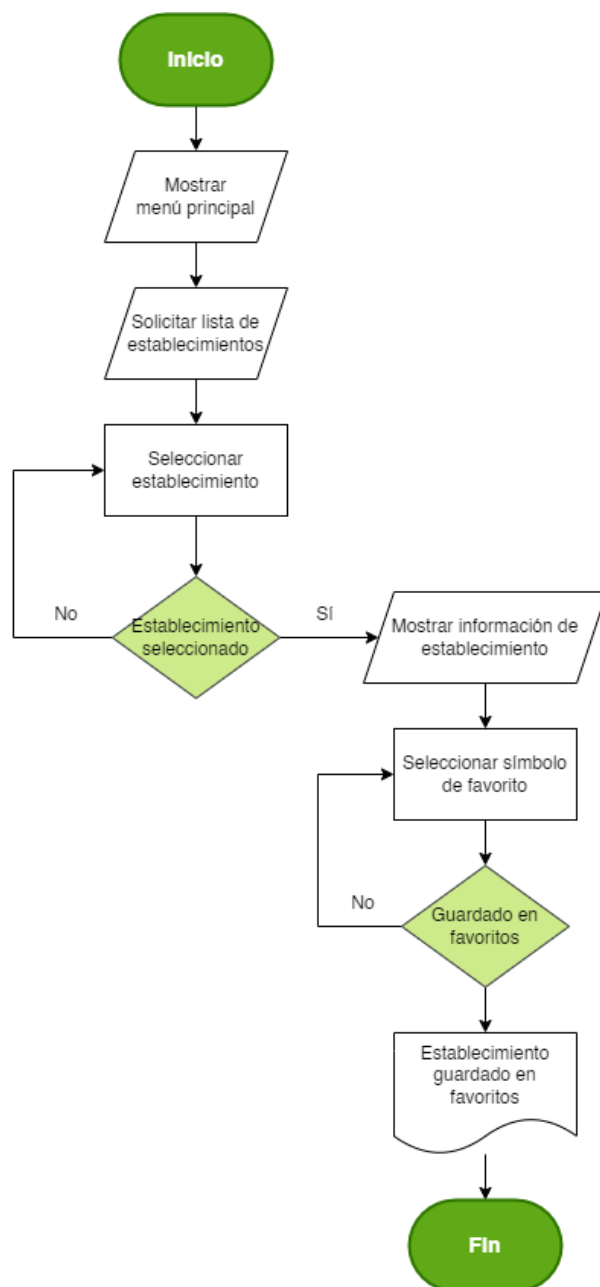 Inicio
Mostrar
menú principal
Solicitar lista de
establecimientos
Seleccionar
establecimiento
No
Establecimiento
seleccionado
Sí
Mostrar información de
establecimiento
Seleccionar símbolo
de favorito
No
Guardado en
favoritos
Establecimiento
guardado en
favoritos
Fin